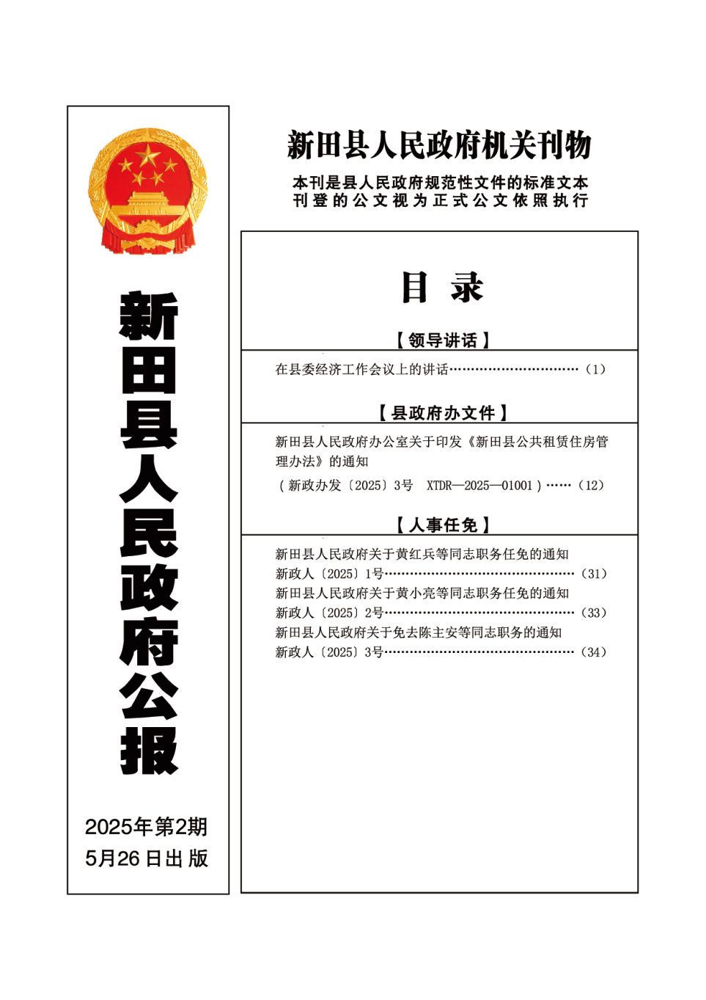 新田县人民政府公报
2025年第2期
5月26日出版
新田县人民政府机关刊物
本刊是县人民政府规范性文件的标准文本
刊登的公文视为正式公文依照执行
目 录
【领导讲话】
在县委经济工作会议上的讲话…………………………（1）
【县政府办文件】
新田县人民政府办公室关于印发《新田县公共租赁住房管
理办法》的通知
（新政办发〔2025〕3号 XTDR—2025—01001）……（12）
【人事任免】
新田县人民政府关于黄红兵等同志职务任免的通知
新政人〔2025〕1号………………………………………（31）
新田县人民政府关于黄小亮等同志职务任免的通知
新政人〔2025〕2号………………………………………（33）
新田县人民政府关于免去陈主安等同志职务的通知
新政人〔2025〕3号………………………………………（34）